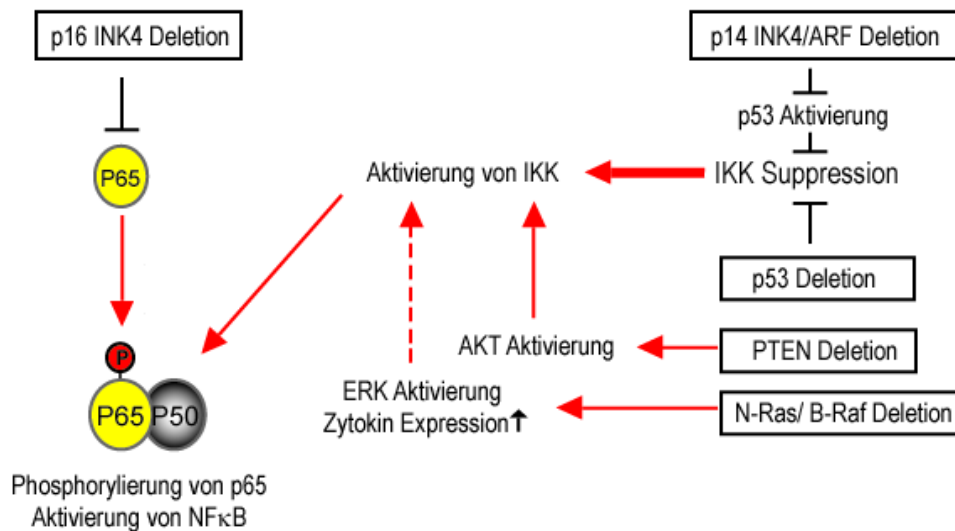 p16 INK4 Deletion
p14 INK4/ARF Deletion
p53 Aktivierung
P65
Aktivierung von IKK
IKK Suppression
p53 Deletion
P
AKT Aktivierung
PTEN Deletion
ERK Aktivierung
Zytokin Expression
N-Ras/ B-Raf Deletion
P65
P50
Phosphorylierung von p65
Aktivierung von NFκB